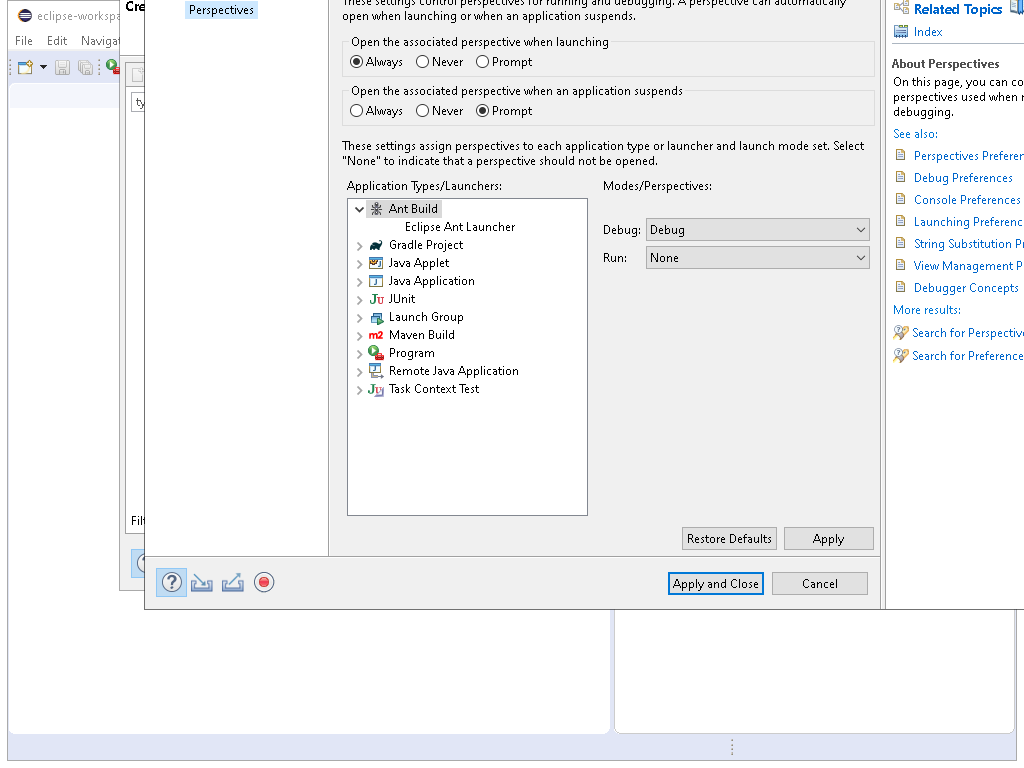 eclipse-workspa
File Edit Navigat
Cre
ty
Filt
Perspectives
These settings control perspectives for running and debugging. A perspective can automatically
open when launching or when an application suspends.
Open the associated perspective when launching
Always Never Prompt
Open the associated perspective when an application suspends
Always Never Prompt
These settings assign perspectives to each application type or launcher and launch mode set. Select
"None" to indicate that a perspective should not be opened.
Application Types/Launchers:
Ant Build
Eclipse Ant Launcher
Gradle Project
Java Applet
Java Application
JUnit
Launch Group
Maven Build
Program
Remote Java Application
Task Context Test
Modes/Perspectives:
Debug: Debug
Run: None
Restore Defaults Apply
Apply and Close Cancel
Related Topics
Index
About Perspectives
On this page, you can co
perspectives used when r
debugging.
See also:
Perspectives Preferen
Debug Preferences
Console Preferences
Launching Preferenc
String Substitution Pr
View Management P
Debugger Concepts
More results:
Search for Perspective
Search for Preference